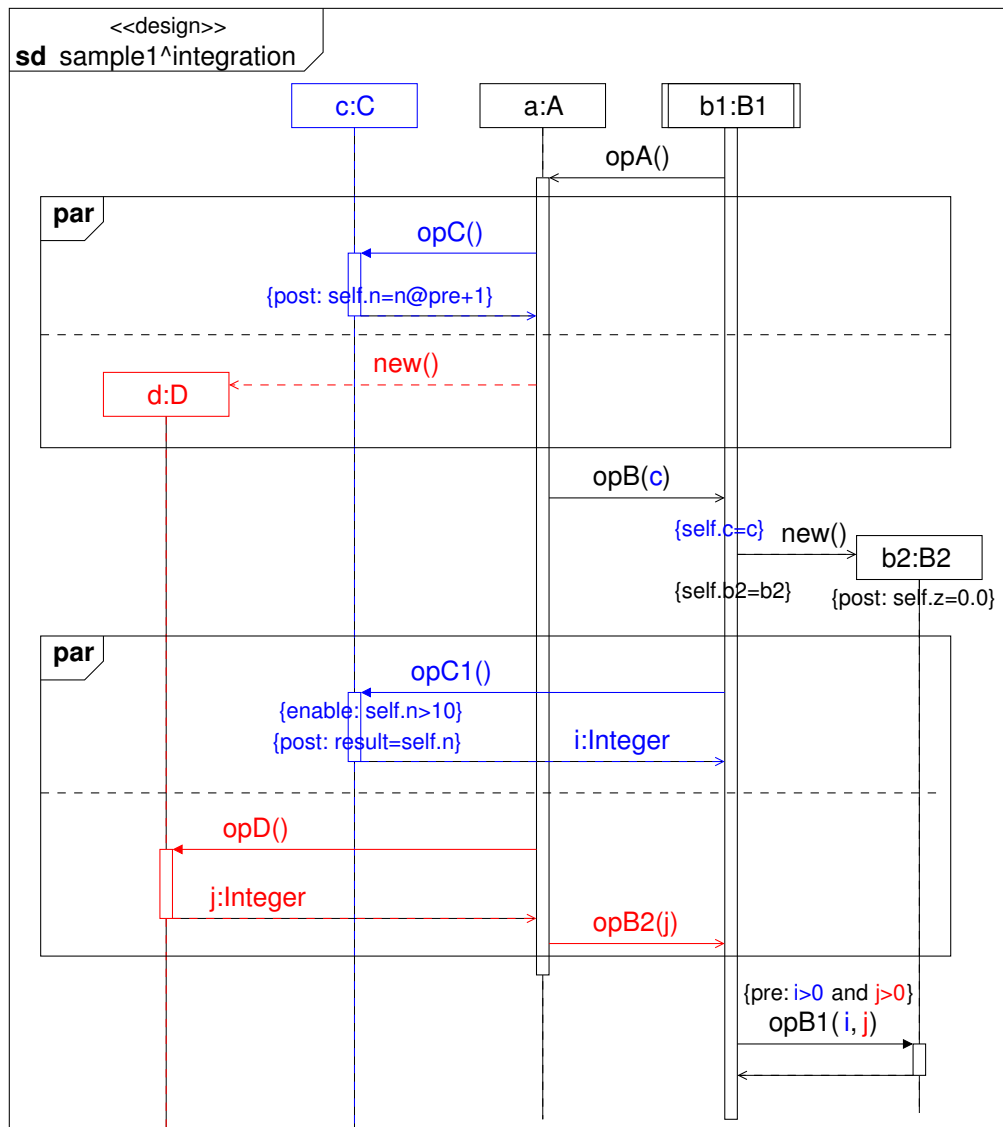 <<design>>
sd sample1^integration
c:C
a:A
b1:B1
opA()
par
opC()
{post: self.n=n@pre+1}
new()
d:D
opB(c)
{self.c=c}
new()
b2:B2
{self.b2=b2}
{post: self.z=0.0}
par
opC1()
{enable: self.n>10}
{post: result=self.n}
i:Integer
opD()
j:Integer
opB2(j)
{pre: i>0 and j>0}
opB1( i, j)